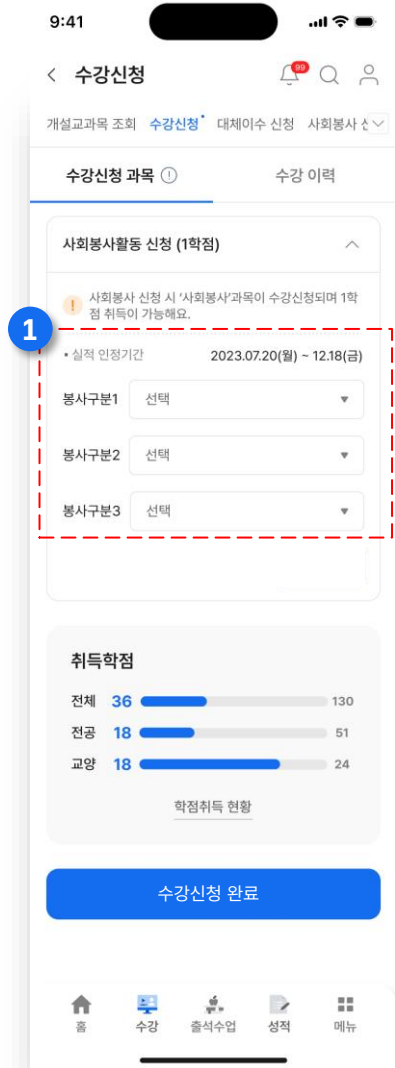 9:41
수강신청
99
개설교과목 조회 수강신청 대체이수 신청 사회봉사
수강신청 과목 수강 이력
사회봉사활동 신청 (1학점)
! 사회봉사 신청 시 '사회봉사'과목이 수강신청되며 1학
점 취득이 가능해요.
1
• 실적 인정기간 2023.07.20(월) ~ 12.18(금)
봉사구분1 선택
봉사구분2 선택
봉사구분3 선택
취득학점
전체 36 130
전공 18 51
교양 18 24
학점취득 현황
수강신청 완료
홈 수강 출석수업 성적 메뉴